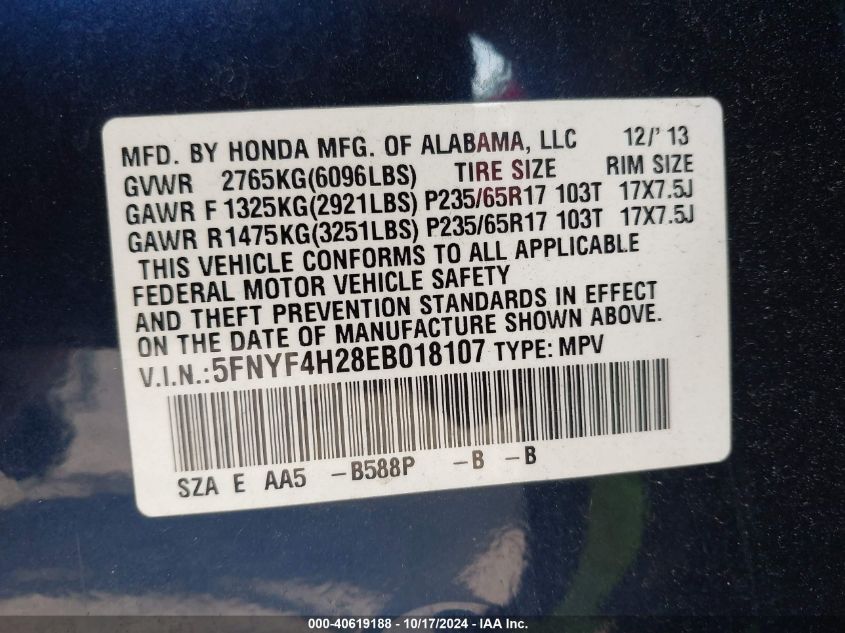 MFD. BY HONDA MFG. OF ALABAMA, LLC 12/'13
GVWR 2765KG(6096LBS) TIRE SIZE RIM SIZE
GAWR F 1325KG(2921LBS) P235/65R17 103T 17X7.5J
GAWR R1475KG(3251LBS) P235/65R17 103T 17X7.5J
THIS VEHICLE CONFORMS TO ALL APPLICABLE
FEDERAL MOTOR VEHICLE SAFETY
AND THEFT PREVENTION STANDARDS IN EFFECT
ON THE DATE OF MANUFACTURE SHOWN ABOVE.
V.I.N.:5FNYF4H28EB018107 TYPE: MPV
SZA E AA5 -B588P -B -B
000-40619188 - 10/17/2024 - IAA Inc.